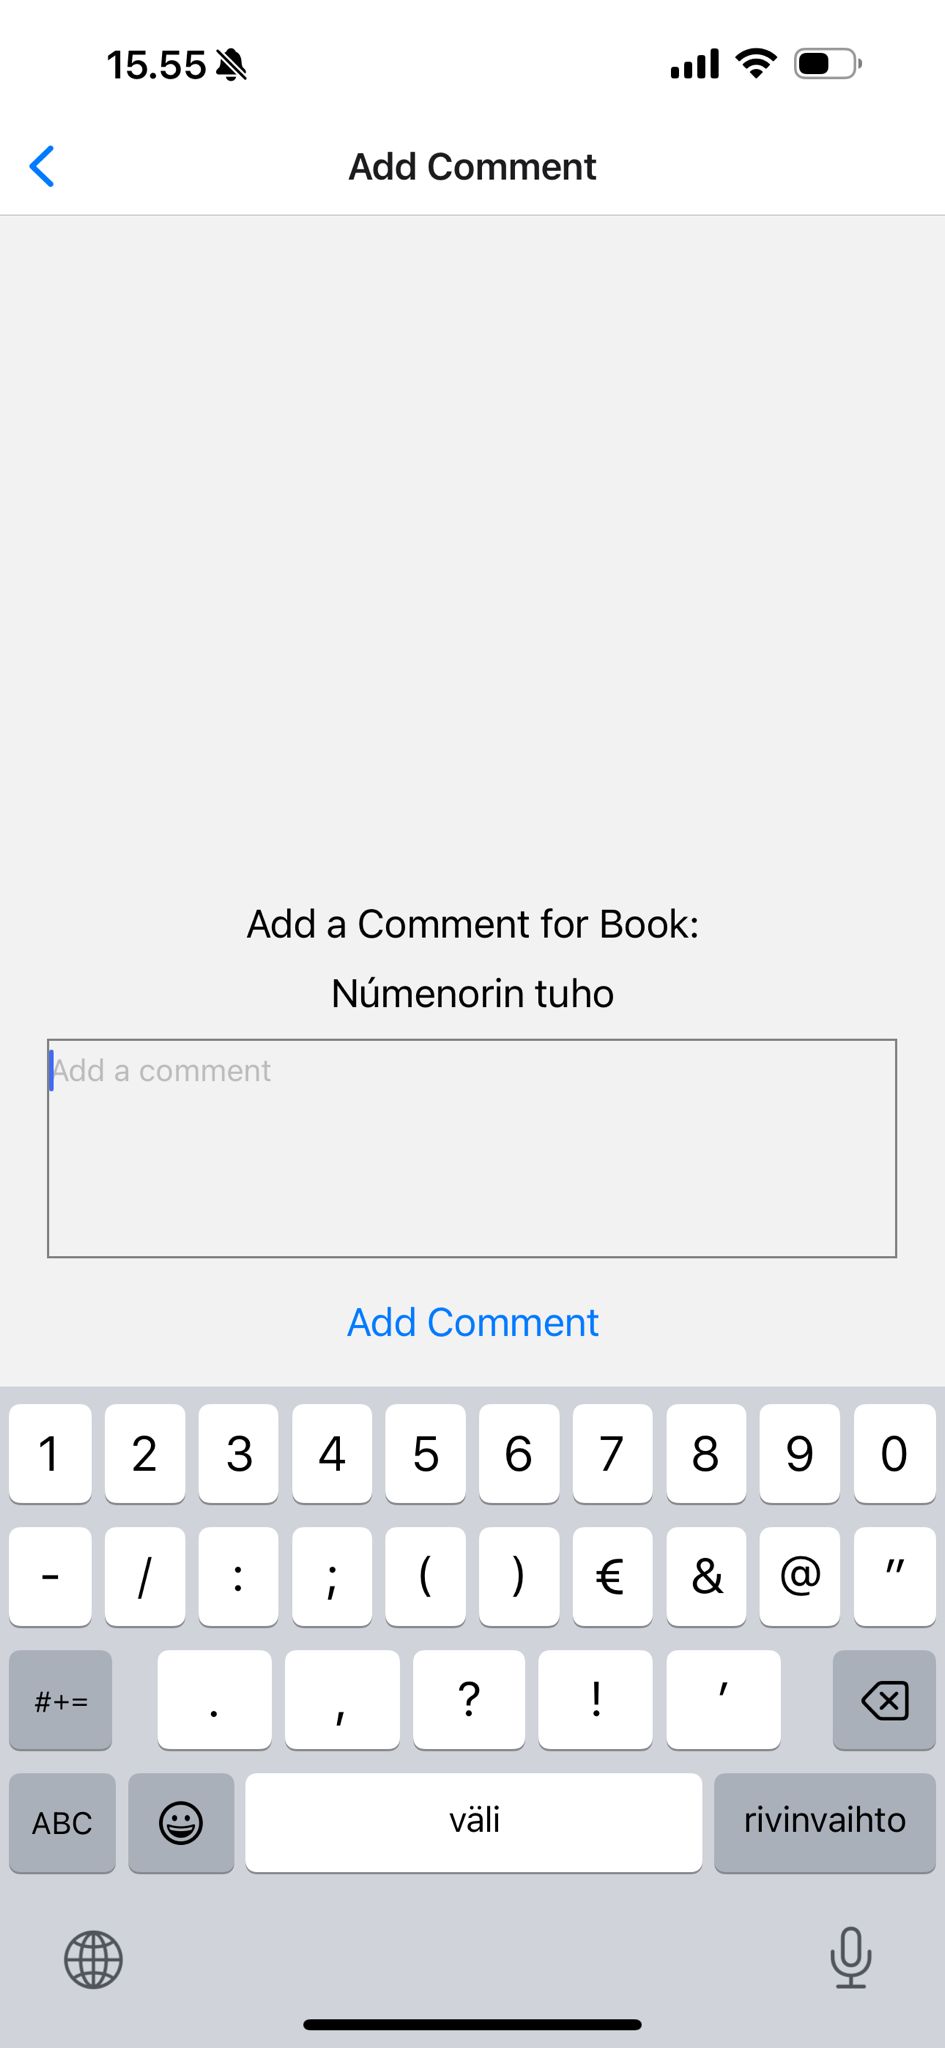 15.55
Add Comment
Add a Comment for Book:
Númenorin tuho
Add a comment
Add Comment
1 2 3 4 5 6 7 8 9 0
- / : ; ( ) € & @ "
#+= . , ? ! '
ABC väli rivinvaihto